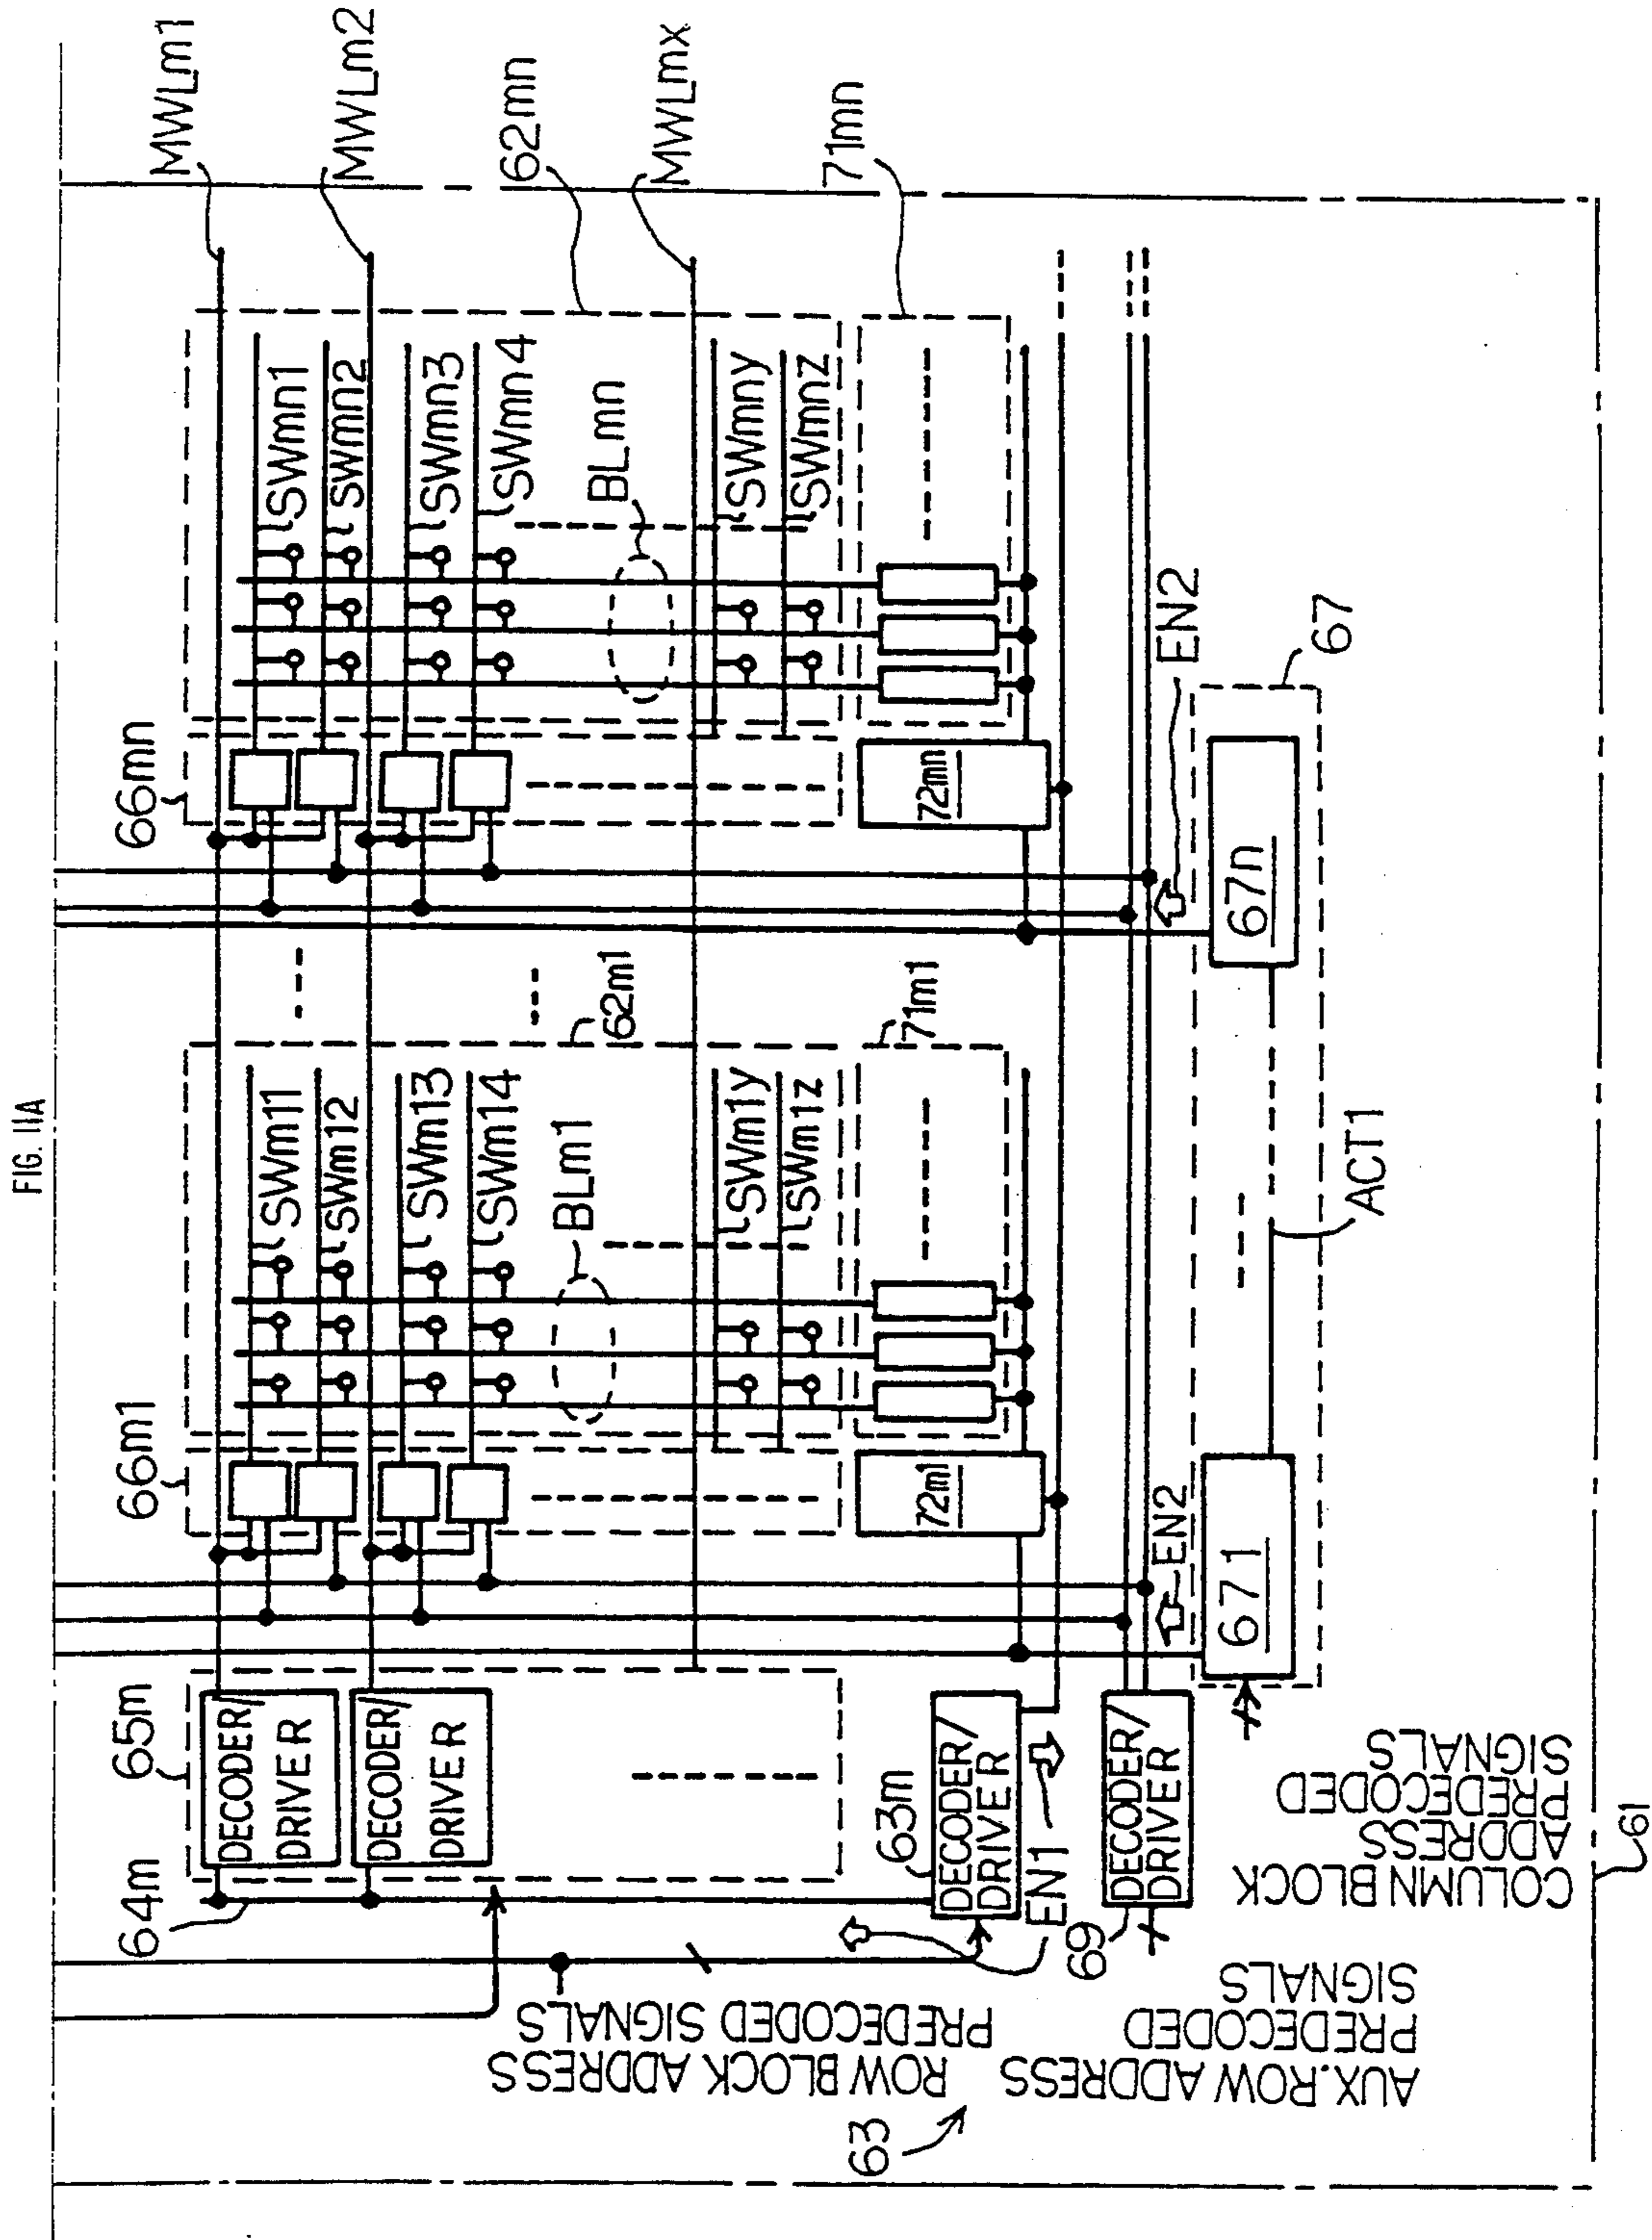 FIG. 11A
MWLm1
MWLm2
62mn
MWLmx
71mn
66mn
SWmn1
SWmn2
SWmn3
SWmn4
BLmn
SWmny
SWmnz
72mn
EN2
67
67n
62m1
71m1
66m1
SWm11
SWm12
SWm13
SWm14
BLm1
SWm1y
SWm1z
72m1
EN2
671
ACT1
65m
DECODER/
DRIVER
DECODER/
DRIVER
64m
63m
DECODER/
DRIVER
EN1
DECODER/
DRIVER
69
COLUMN BLOCK
ADDRESS
PREDECODED
SIGNALS
ROW BLOCK ADDRESS
PREDECODED SIGNALS
AUX.ROW ADDRESS
PREDECODED
SIGNALS
63
61